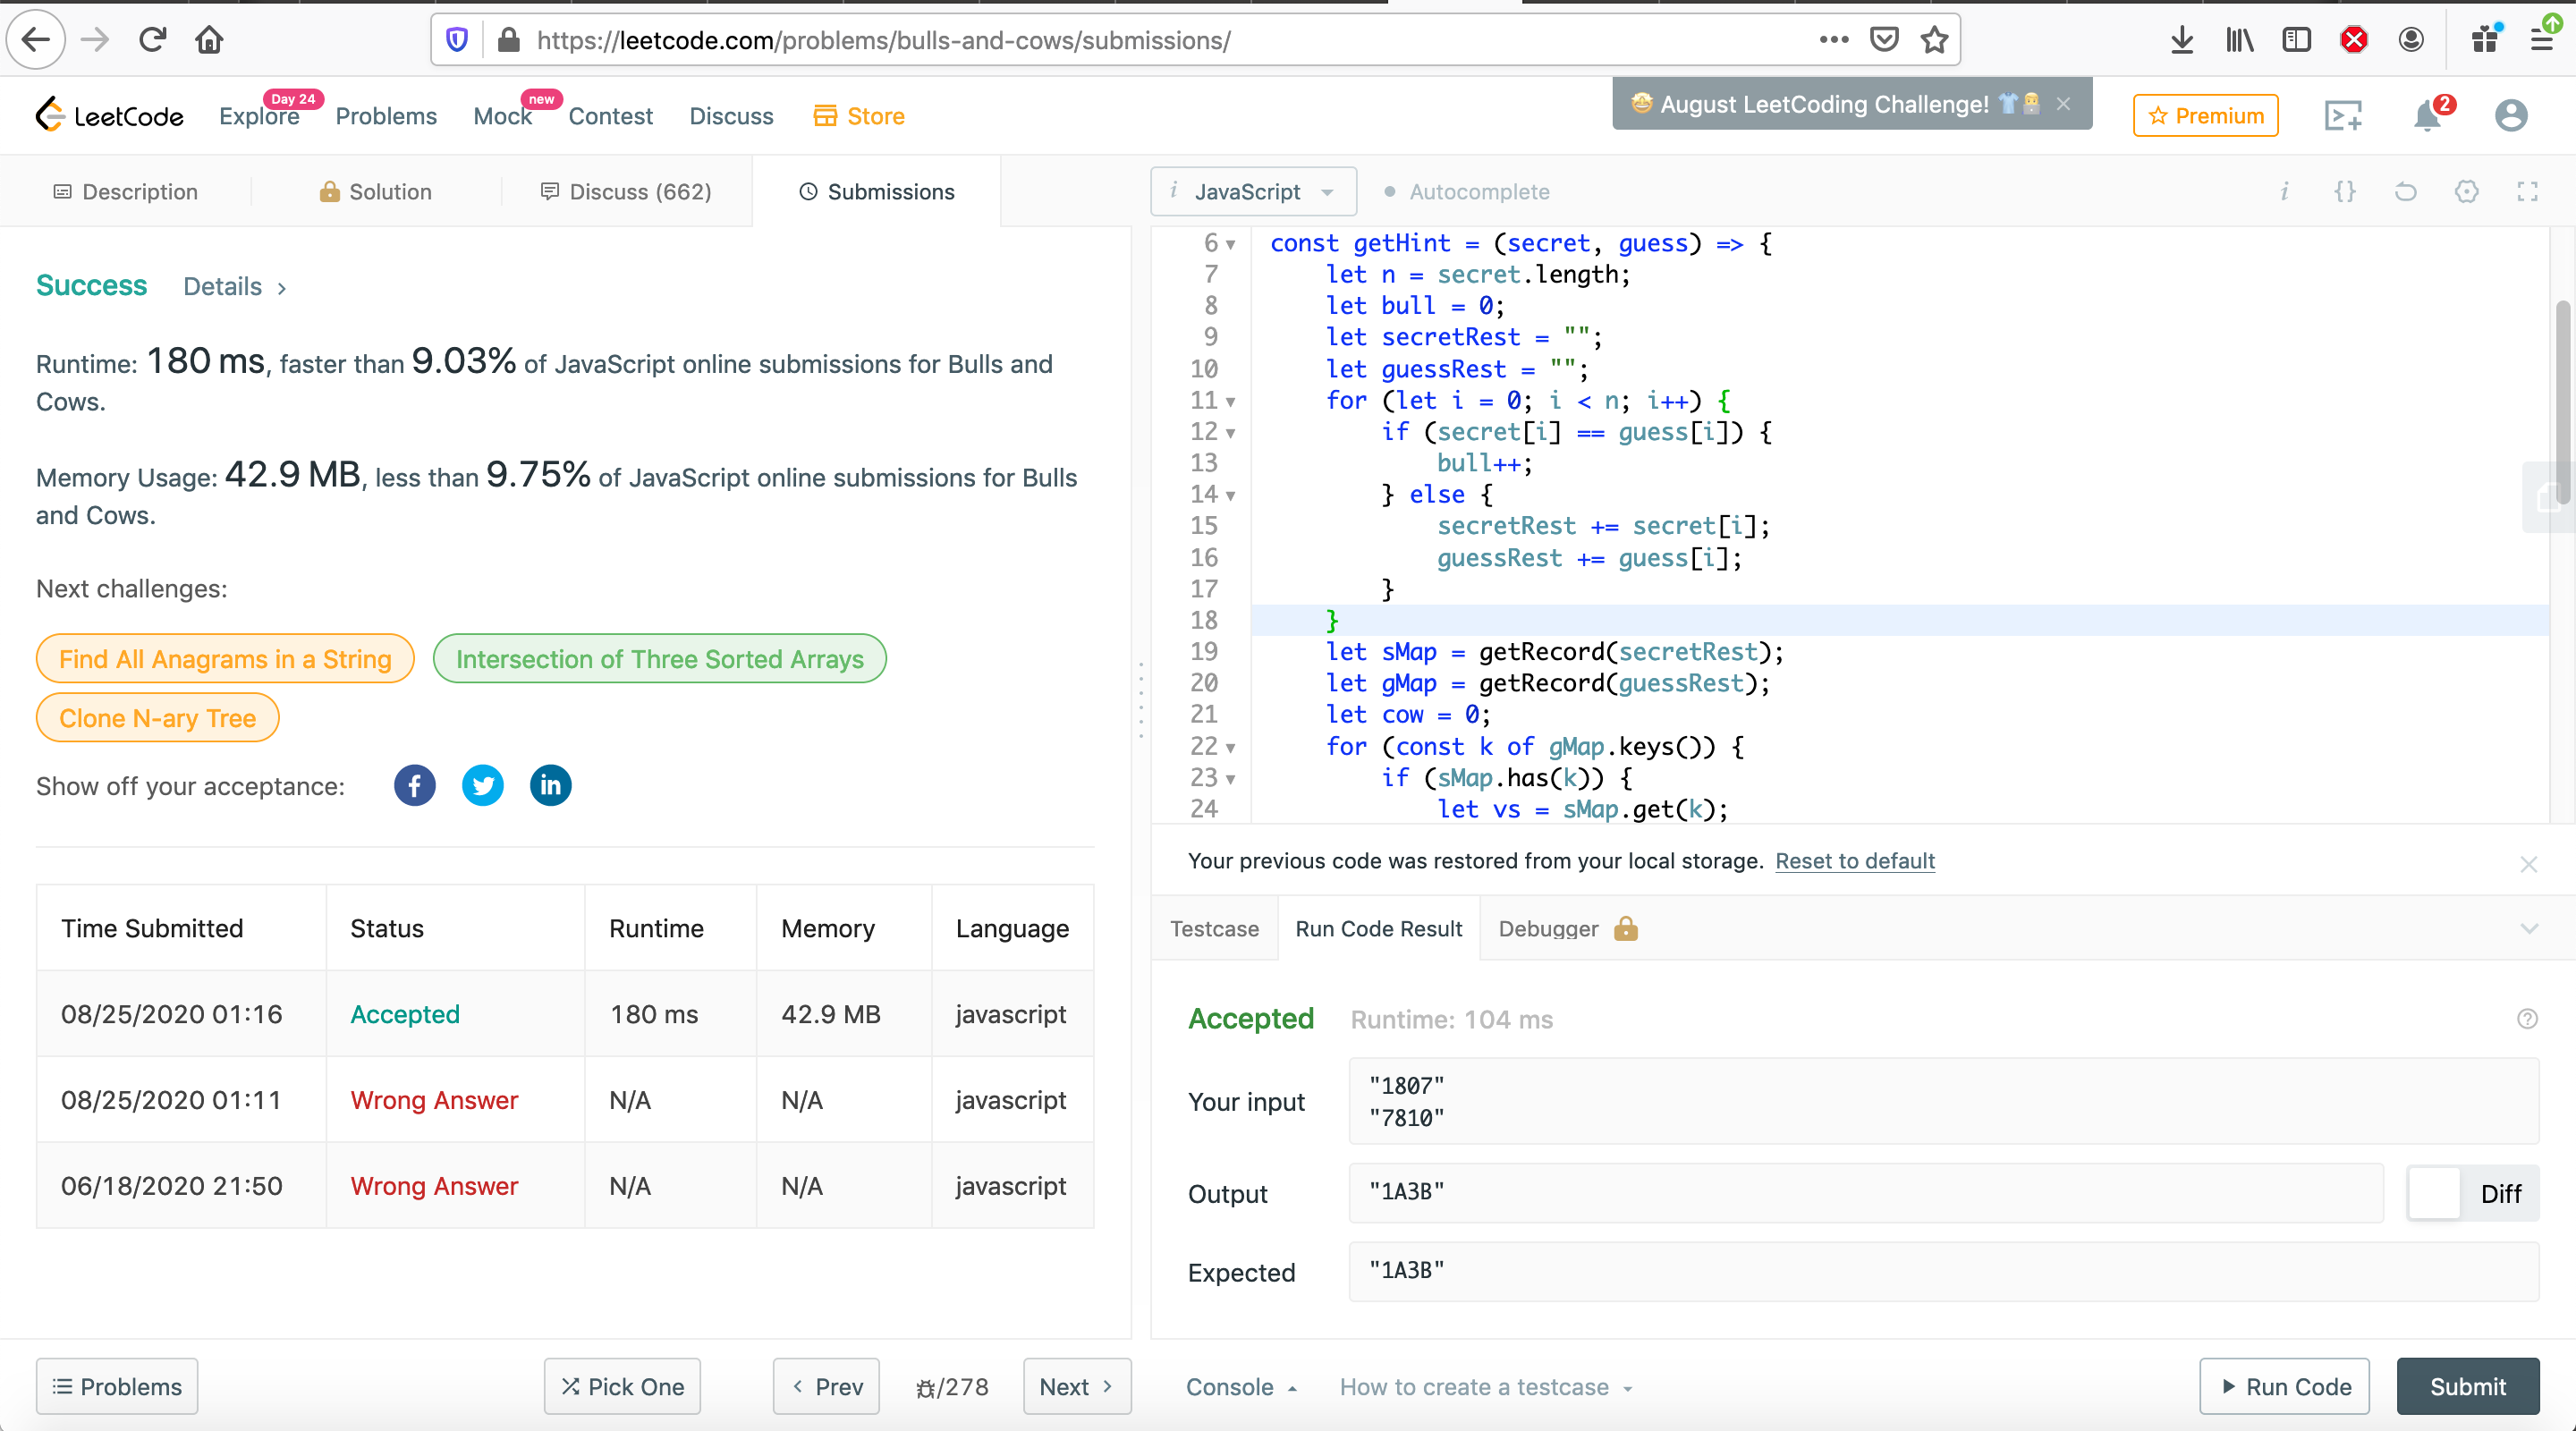 https://leetcode.com/problems/bulls-and-cows/submissions/
LeetCode
Explore
Day 24
Problems
Mock
new
Contest
Discuss
Store
🤩 August LeetCoding Challenge!
Premium
2
Description
Solution
Discuss (662)
Submissions
Success
Details
Runtime: 180 ms, faster than 9.03% of JavaScript online submissions for Bulls and
Cows.
Memory Usage: 42.9 MB, less than 9.75% of JavaScript online submissions for Bulls
and Cows.
Next challenges:
Find All Anagrams in a String
Intersection of Three Sorted Arrays
Clone N-ary Tree
Show off your acceptance:
Time Submitted Status Runtime Memory Language
08/25/2020 01:16 Accepted 180 ms 42.9 MB javascript
08/25/2020 01:11 Wrong Answer N/A N/A javascript
06/18/2020 21:50 Wrong Answer N/A N/A javascript
Problems
Pick One
Prev
/278
Next
i JavaScript
Autocomplete
6 const getHint = (secret, guess) => {
7 let n = secret.length;
8 let bull = 0;
9 let secretRest = "";
10 let guessRest = "";
11 for (let i = 0; i < n; i++) {
12 if (secret[i] == guess[i]) {
13 bull++;
14 } else {
15 secretRest += secret[i];
16 guessRest += guess[i];
17 }
18 }
19 let sMap = getRecord(secretRest);
20 let gMap = getRecord(guessRest);
21 let cow = 0;
22 for (const k of gMap.keys()) {
23 if (sMap.has(k)) {
24 let vs = sMap.get(k);
Your previous code was restored from your local storage. Reset to default
Testcase
Run Code Result
Debugger
Accepted Runtime: 104 ms
Your input
"1807"
"7810"
Output
"1A3B"
Diff
Expected
"1A3B"
Console
How to create a testcase
Run Code
Submit